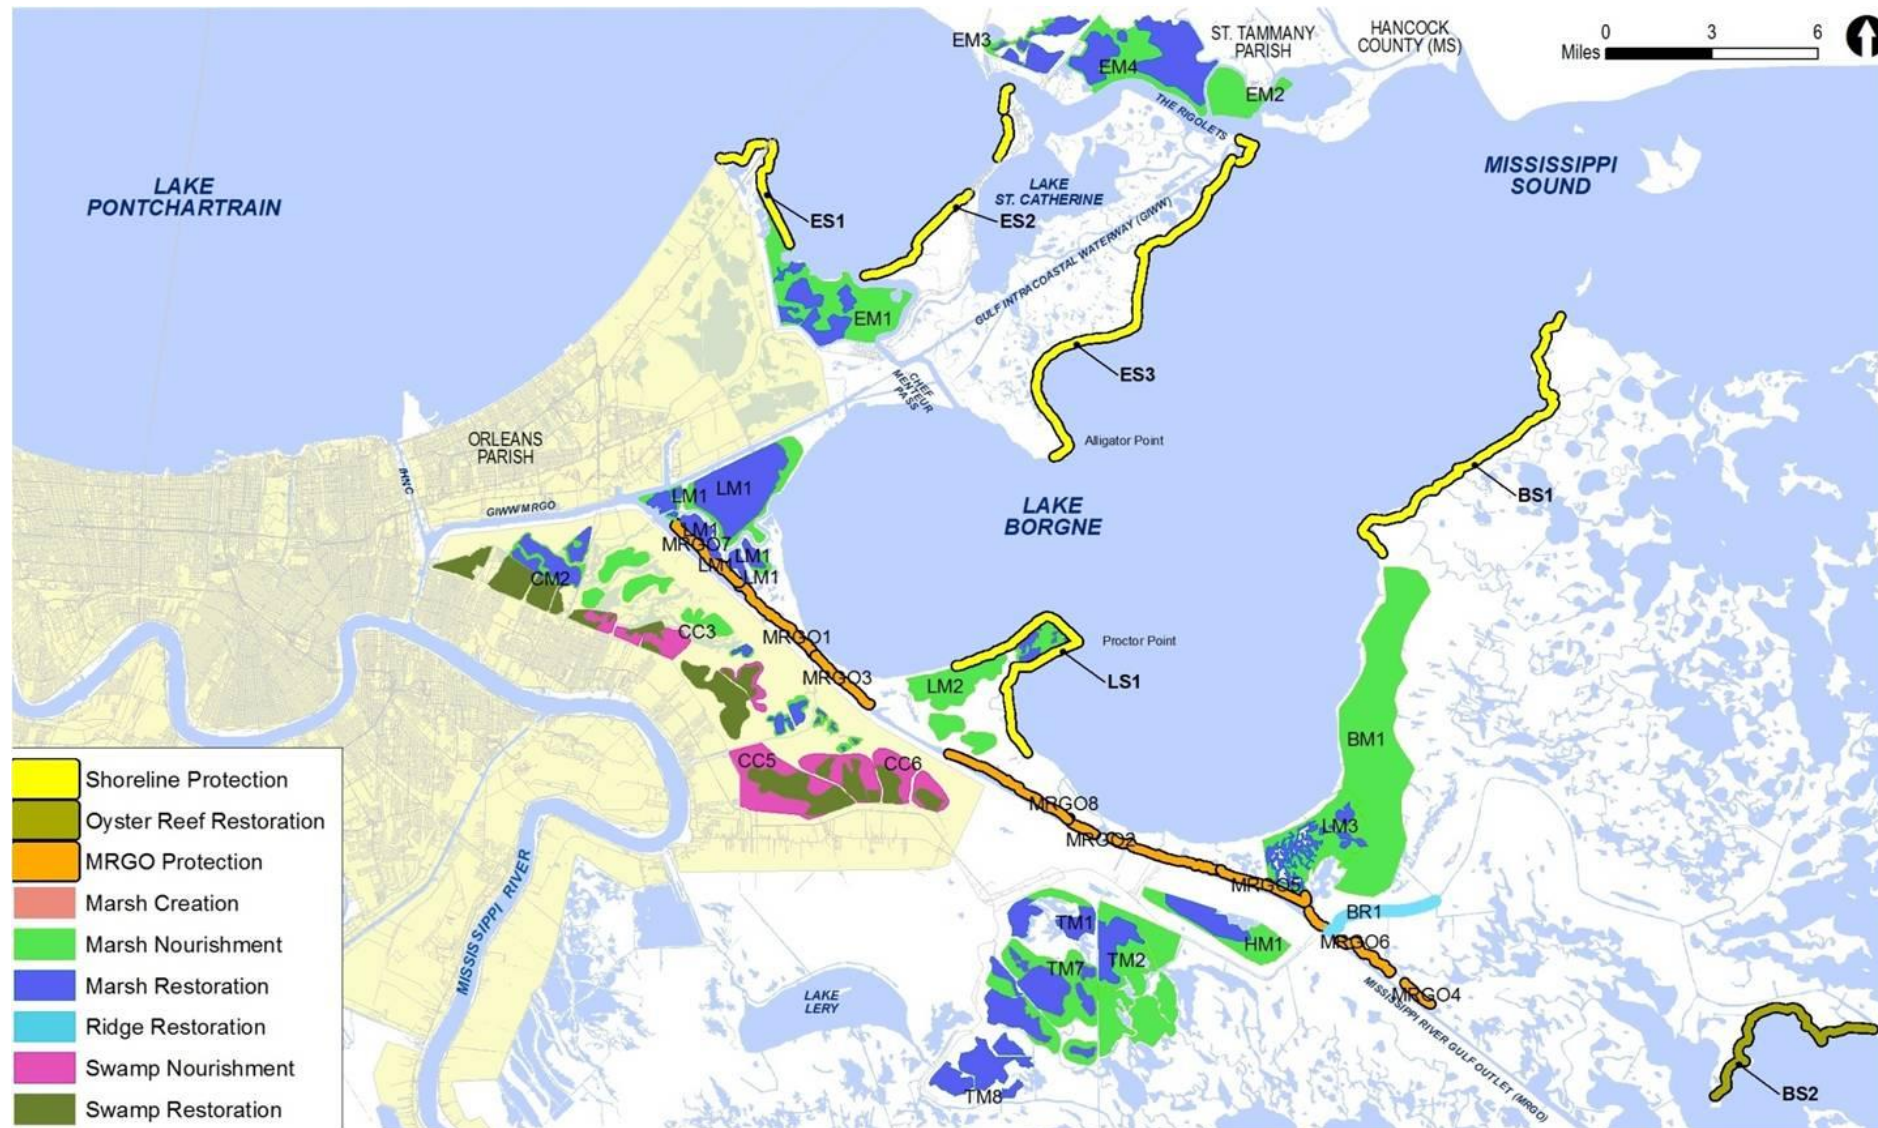 EM3
ST. TAMMANY
PARISH
HANCOCK
COUNTY (MS)
0 3 6
Miles
EM4
EM2
THE RIGOLETS
LAKE
PONTCHARTRAIN
LAKE
ST. CATHERINE
MISSISSIPPI
SOUND
ES1
ES2
GULF INTRACOASTAL WATERWAY (GIWW)
EM1
ES3
CHEF
MENTEUR
PASS
Alligator Point
ORLEANS
PARISH
IHNC
GIWW/MRGO
LM1
LM1
LM1
MRGO7
LM1
LM1
LM1
LAKE
BORGNE
BS1
CM2
CC3
MRGO1
MRGO3
Proctor Point
LM2
LS1
BM1
CC5
CC6
MRGO8
MRGO2
LM3
MRGO5
BR1
MRGO6
MRGO4
HM1
TM1
TM7
TM2
TM8
LAKE
LERY
MISSISSIPPI RIVER
MISSISSIPPI RIVER GULF OUTLET (MRGO)
BS2
Shoreline Protection
Oyster Reef Restoration
MRGO Protection
Marsh Creation
Marsh Nourishment
Marsh Restoration
Ridge Restoration
Swamp Nourishment
Swamp Restoration